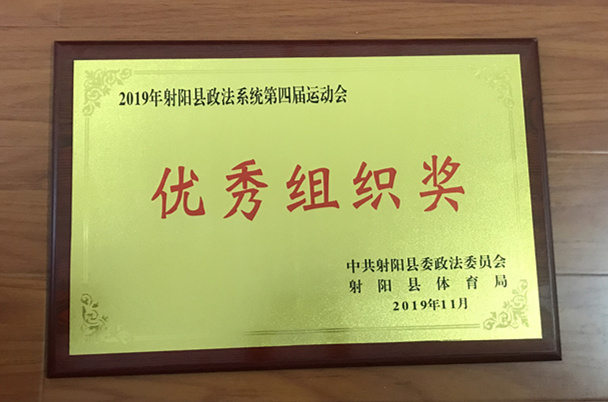 2019年射阳县政法系统第四届运动会
优秀组织奖
中共射阳县委政法委员会
射阳县体育局
2019年11月